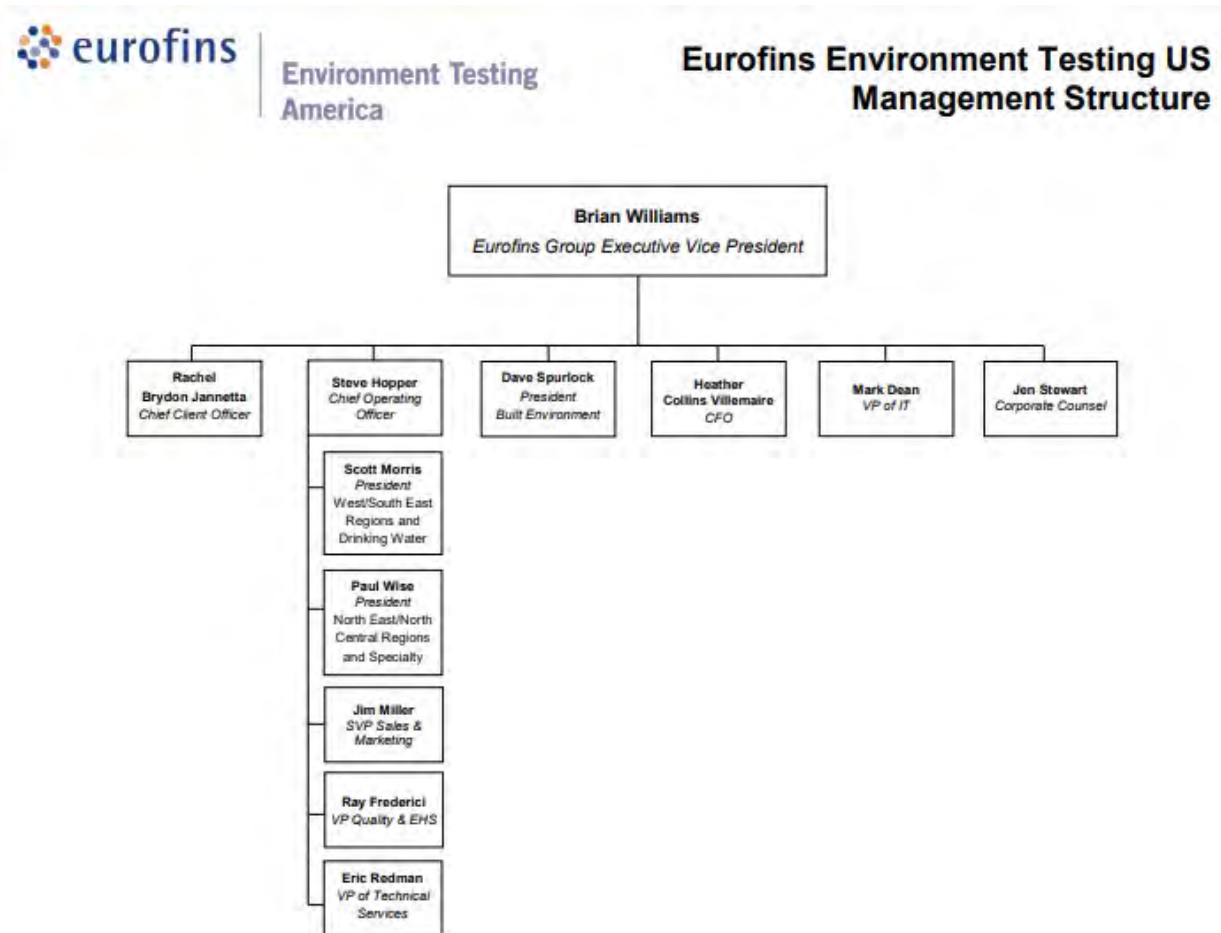 eurofins
Environment Testing
America
Eurofins Environment Testing US
Management Structure
Brian Williams
Eurofins Group Executive Vice President
Rachel
Brydon Jannetta
Chief Client Officer
Steve Hopper
Chief Operating
Officer
Dave Spurlock
President
Built Environment
Heather
Collins Villemaire
CFO
Mark Dean
VP of IT
Jen Stewart
Corporate Counsel
Scott Morris
President
West/South East
Regions and
Drinking Water
Paul Wise
President
North East/North
Central Regions
and Specialty
Jim Miller
SVP Sales &
Marketing
Ray Frederici
VP Quality & EHS
Eric Redman
VP of Technical
Services